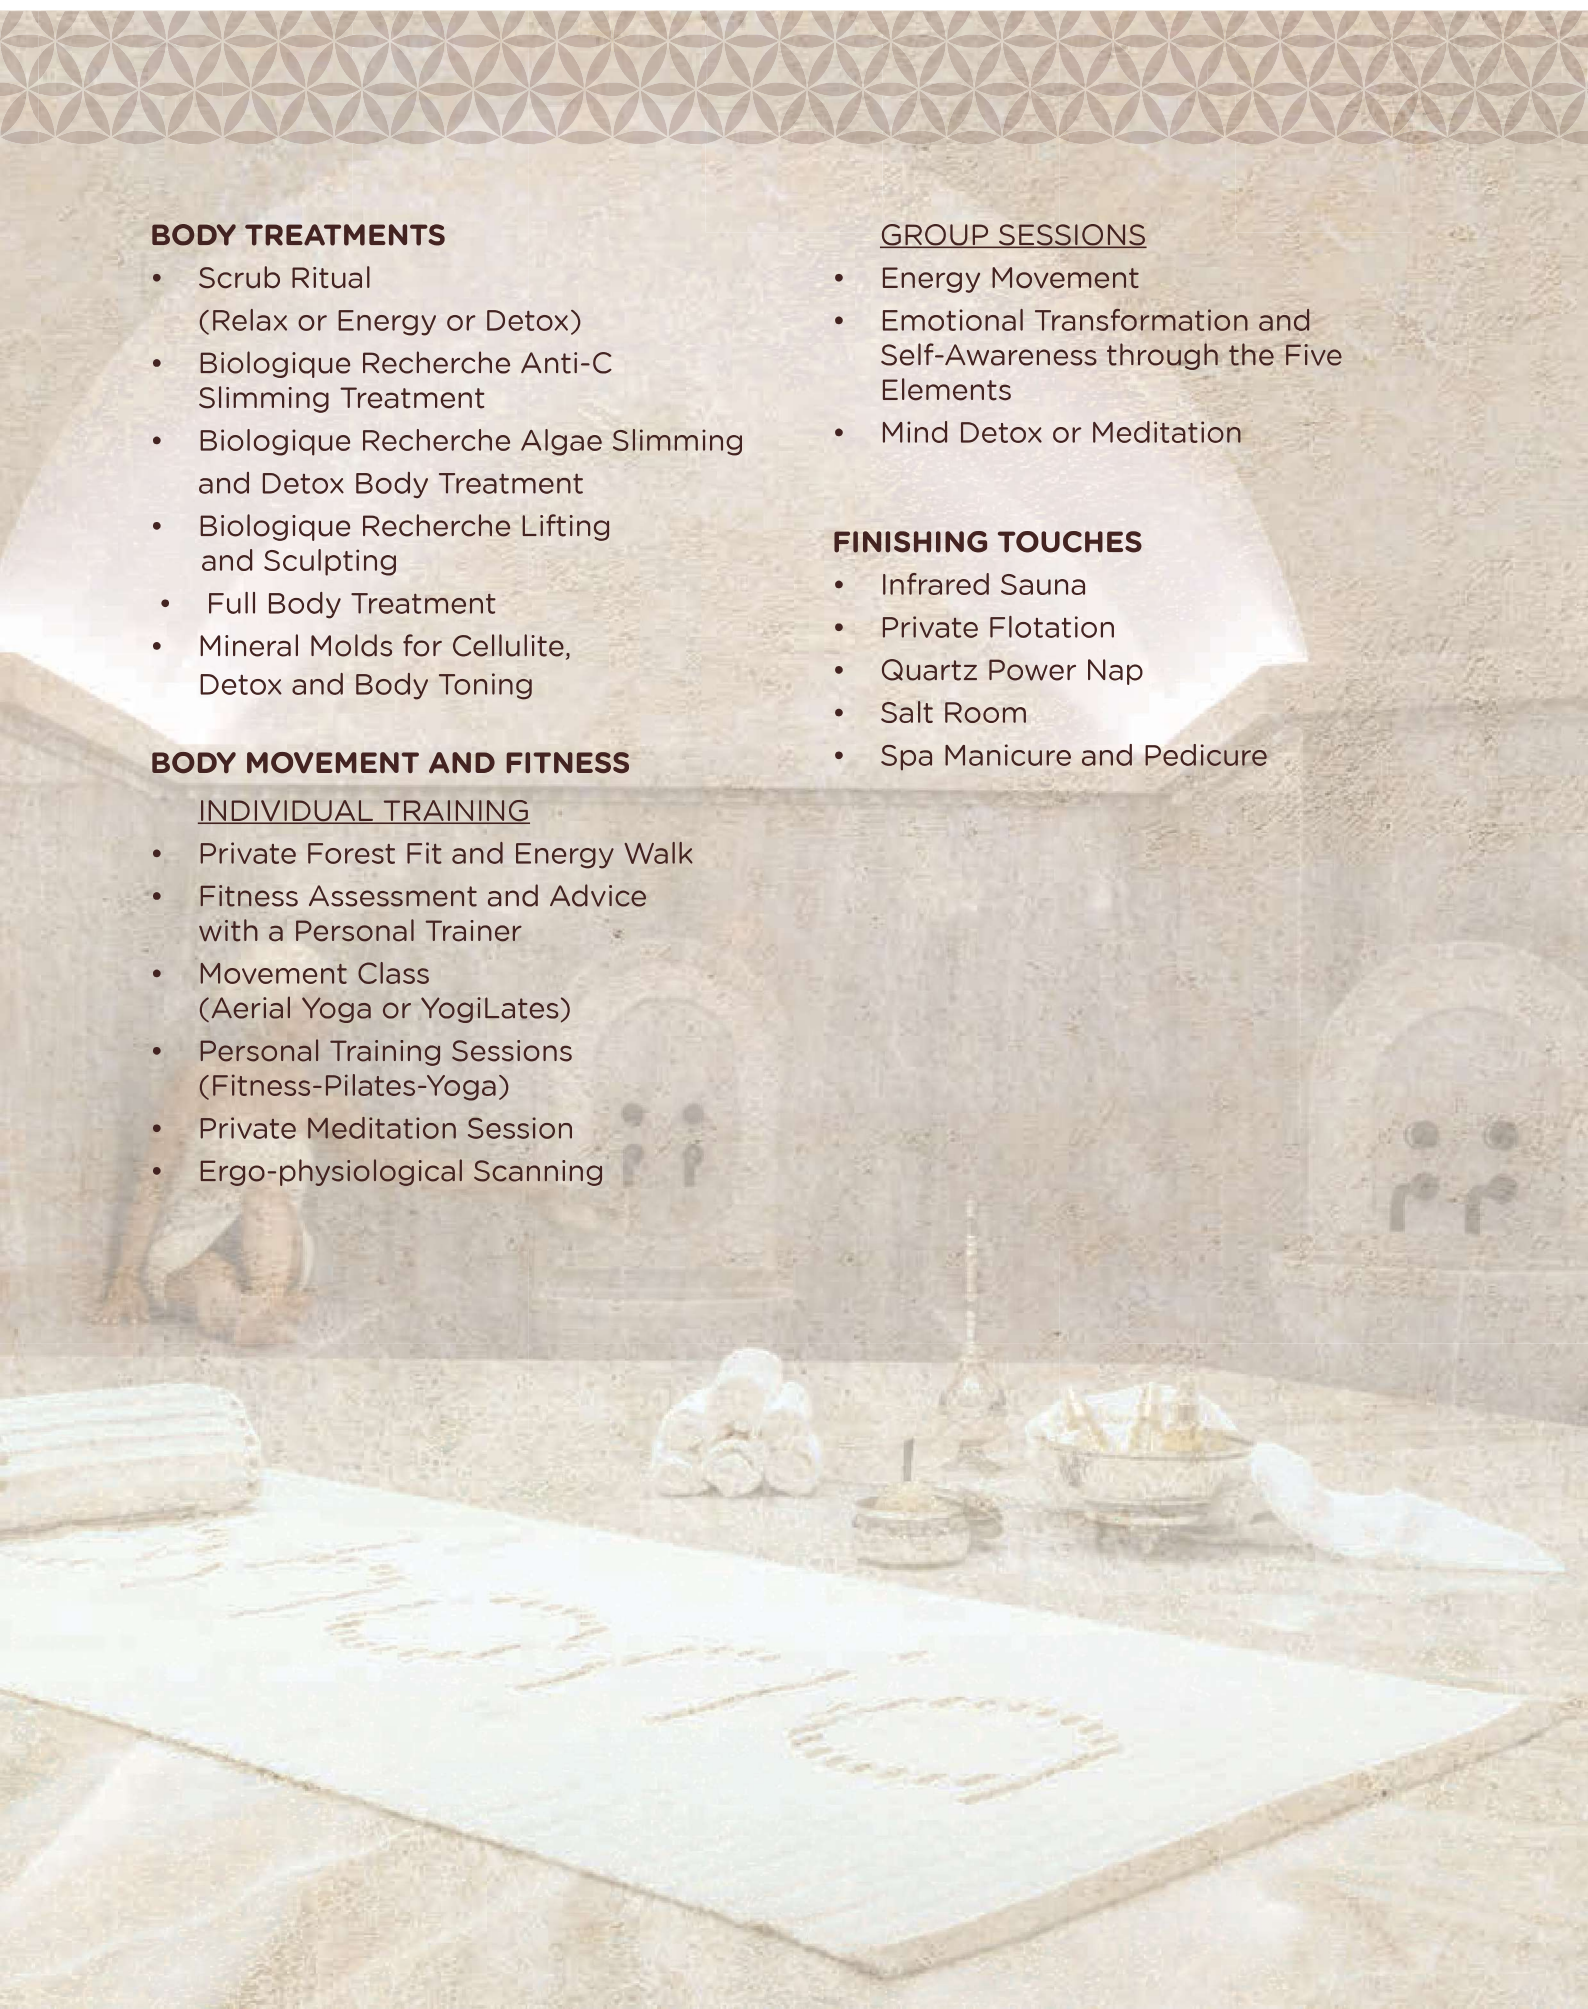 BODY TREATMENTS
• Scrub Ritual
(Relax or Energy or Detox)
• Biologique Recherche Anti-C
Slimming Treatment
• Biologique Recherche Algae Slimming
and Detox Body Treatment
• Biologique Recherche Lifting
and Sculpting
• Full Body Treatment
• Mineral Molds for Cellulite,
Detox and Body Toning
BODY MOVEMENT AND FITNESS
INDIVIDUAL TRAINING
• Private Forest Fit and Energy Walk
• Fitness Assessment and Advice
with a Personal Trainer
• Movement Class
(Aerial Yoga or YogiLates)
• Personal Training Sessions
(Fitness-Pilates-Yoga)
• Private Meditation Session
• Ergo-physiological Scanning
GROUP SESSIONS
• Energy Movement
• Emotional Transformation and
Self-Awareness through the Five
Elements
• Mind Detox or Meditation
FINISHING TOUCHES
• Infrared Sauna
• Private Flotation
• Quartz Power Nap
• Salt Room
• Spa Manicure and Pedicure